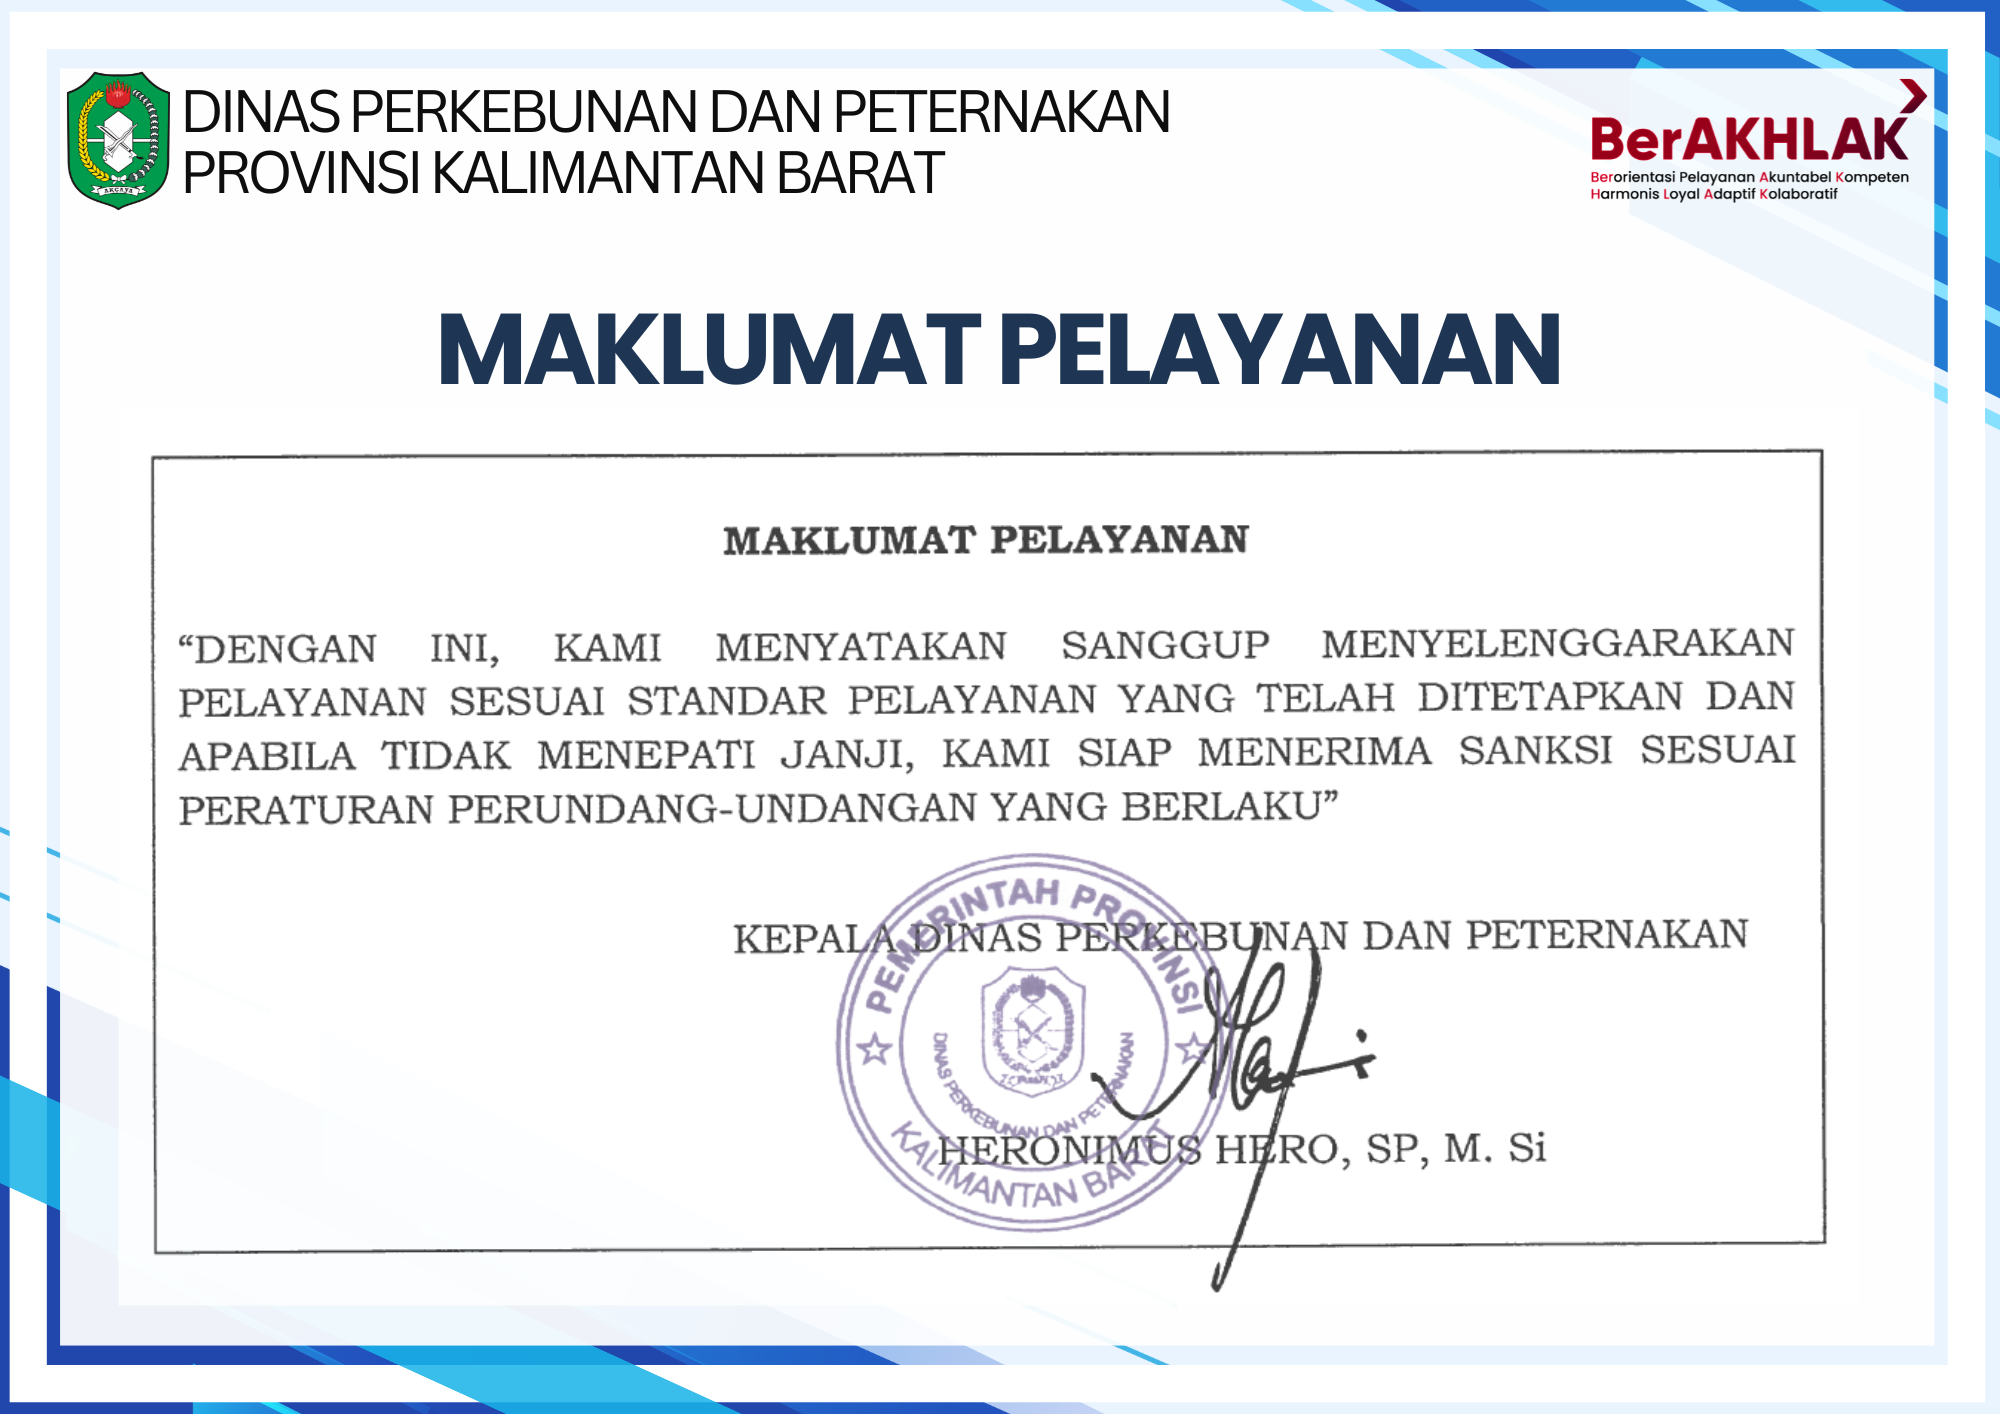 DINAS PERKEBUNAN DAN PETERNAKAN
PROVINSI KALIMANTAN BARAT
AKCAYA
BerAKHLAK
Berorientasi Pelayanan Akuntabel Kompeten
Harmonis Loyal Adaptif Kolaboratif
MAKLUMAT PELAYANAN
MAKLUMAT PELAYANAN
“DENGAN INI, KAMI MENYATAKAN SANGGUP MENYELENGGARAKAN
PELAYANAN SESUAI STANDAR PELAYANAN YANG TELAH DITETAPKAN DAN
APABILA TIDAK MENEPATI JANJI, KAMI SIAP MENERIMA SANKSI SESUAI
PERATURAN PERUNDANG-UNDANGAN YANG BERLAKU”
KEPALA DINAS PERKEBUNAN DAN PETERNAKAN
PEMERINTAH PROVINSI
DINAS PERKEBUNAN DAN PETERNAKAN
KALIMANTAN BARAT
HERONIMUS HERO, SP, M. Si